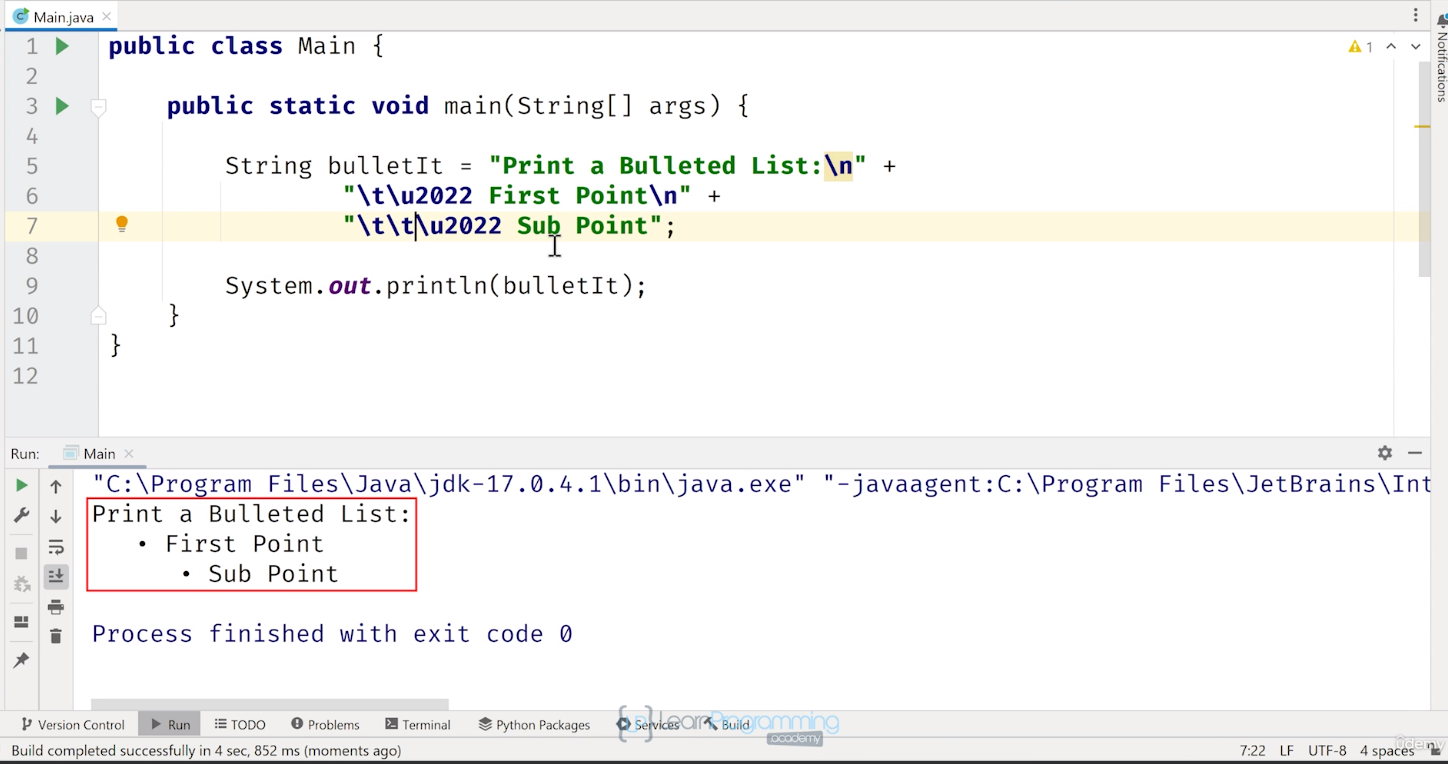 Main.java
1 public class Main {
2
3 public static void main(String[] args) {
4
5 String bulletIt = "Print a Bulleted List:\n" +
6 "\t\u2022 First Point\n" +
7 "\t\t\u2022 Sub Point";
8
9 System.out.println(bulletIt);
10 }
11 }
12
1
Notifications
Run: Main
"C:\Program Files\Java\jdk-17.0.4.1\bin\java.exe" "-javaagent:C:\Program Files\JetBrains\Int
Print a Bulleted List:
• First Point
• Sub Point
Process finished with exit code 0
Version Control Run TODO Problems Terminal Python Packages Services Build
LearnProgramming
academy
Build completed successfully in 4 sec, 852 ms (moments ago) 7:22 LF UTF-8 4 spaces
udemy